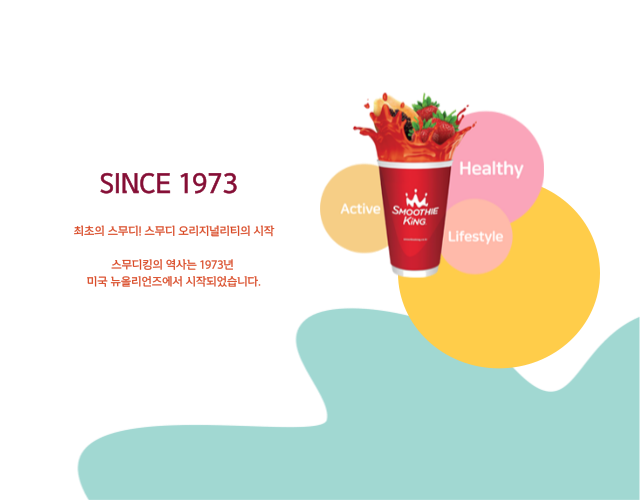 SINCE 1973
최초의 스무디! 스무디 오리지널리티의 시작
스무디킹의 역사는 1973년
미국 뉴올리언즈에서 시작되었습니다.
Active
Healthy
Lifestyle
SMOOTHIE
KING